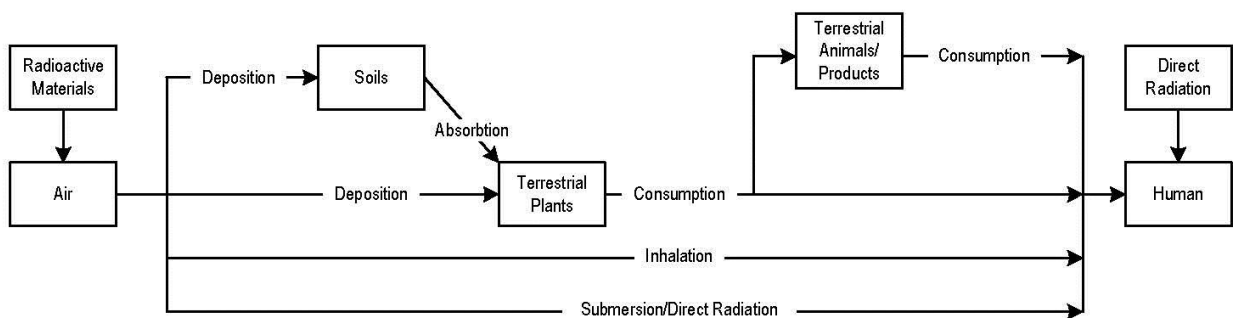 Radioactive
Materials
Deposition
Soils
Terrestrial
Animals/
Products
Consumption
Direct
Radiation
Absorbtion
Air
Deposition
Terrestrial
Plants
Consumption
Human
Inhalation
Submersion/Direct Radiation